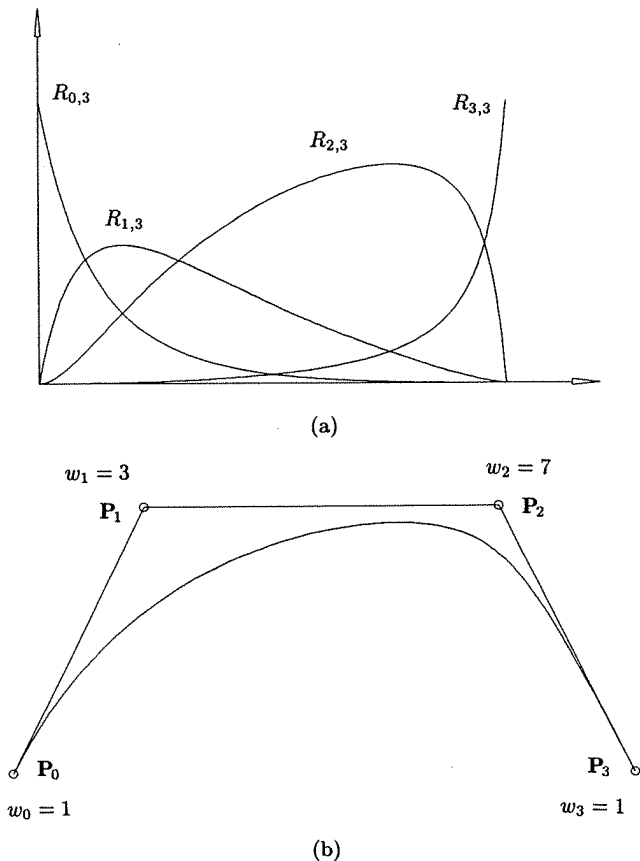 R₀,₃
R₃,₃
R₂,₃
R₁,₃
(a)
w₁ = 3
w₂ = 7
P₁
P₂
P₀
P₃
w₀ = 1
w₃ = 1
(b)